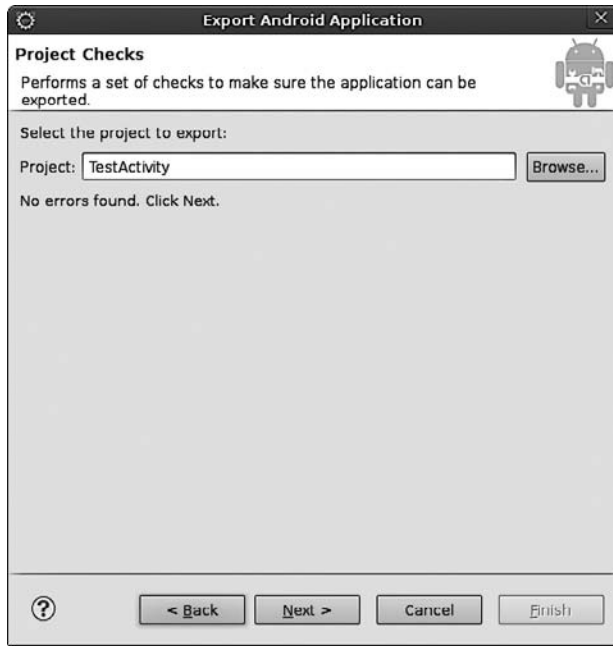 Export Android Application
Project Checks
Performs a set of checks to make sure the application can be
exported.
Select the project to export:
Project: TestActivity Browse...
No errors found. Click Next.
? < Back Next > Cancel Finish